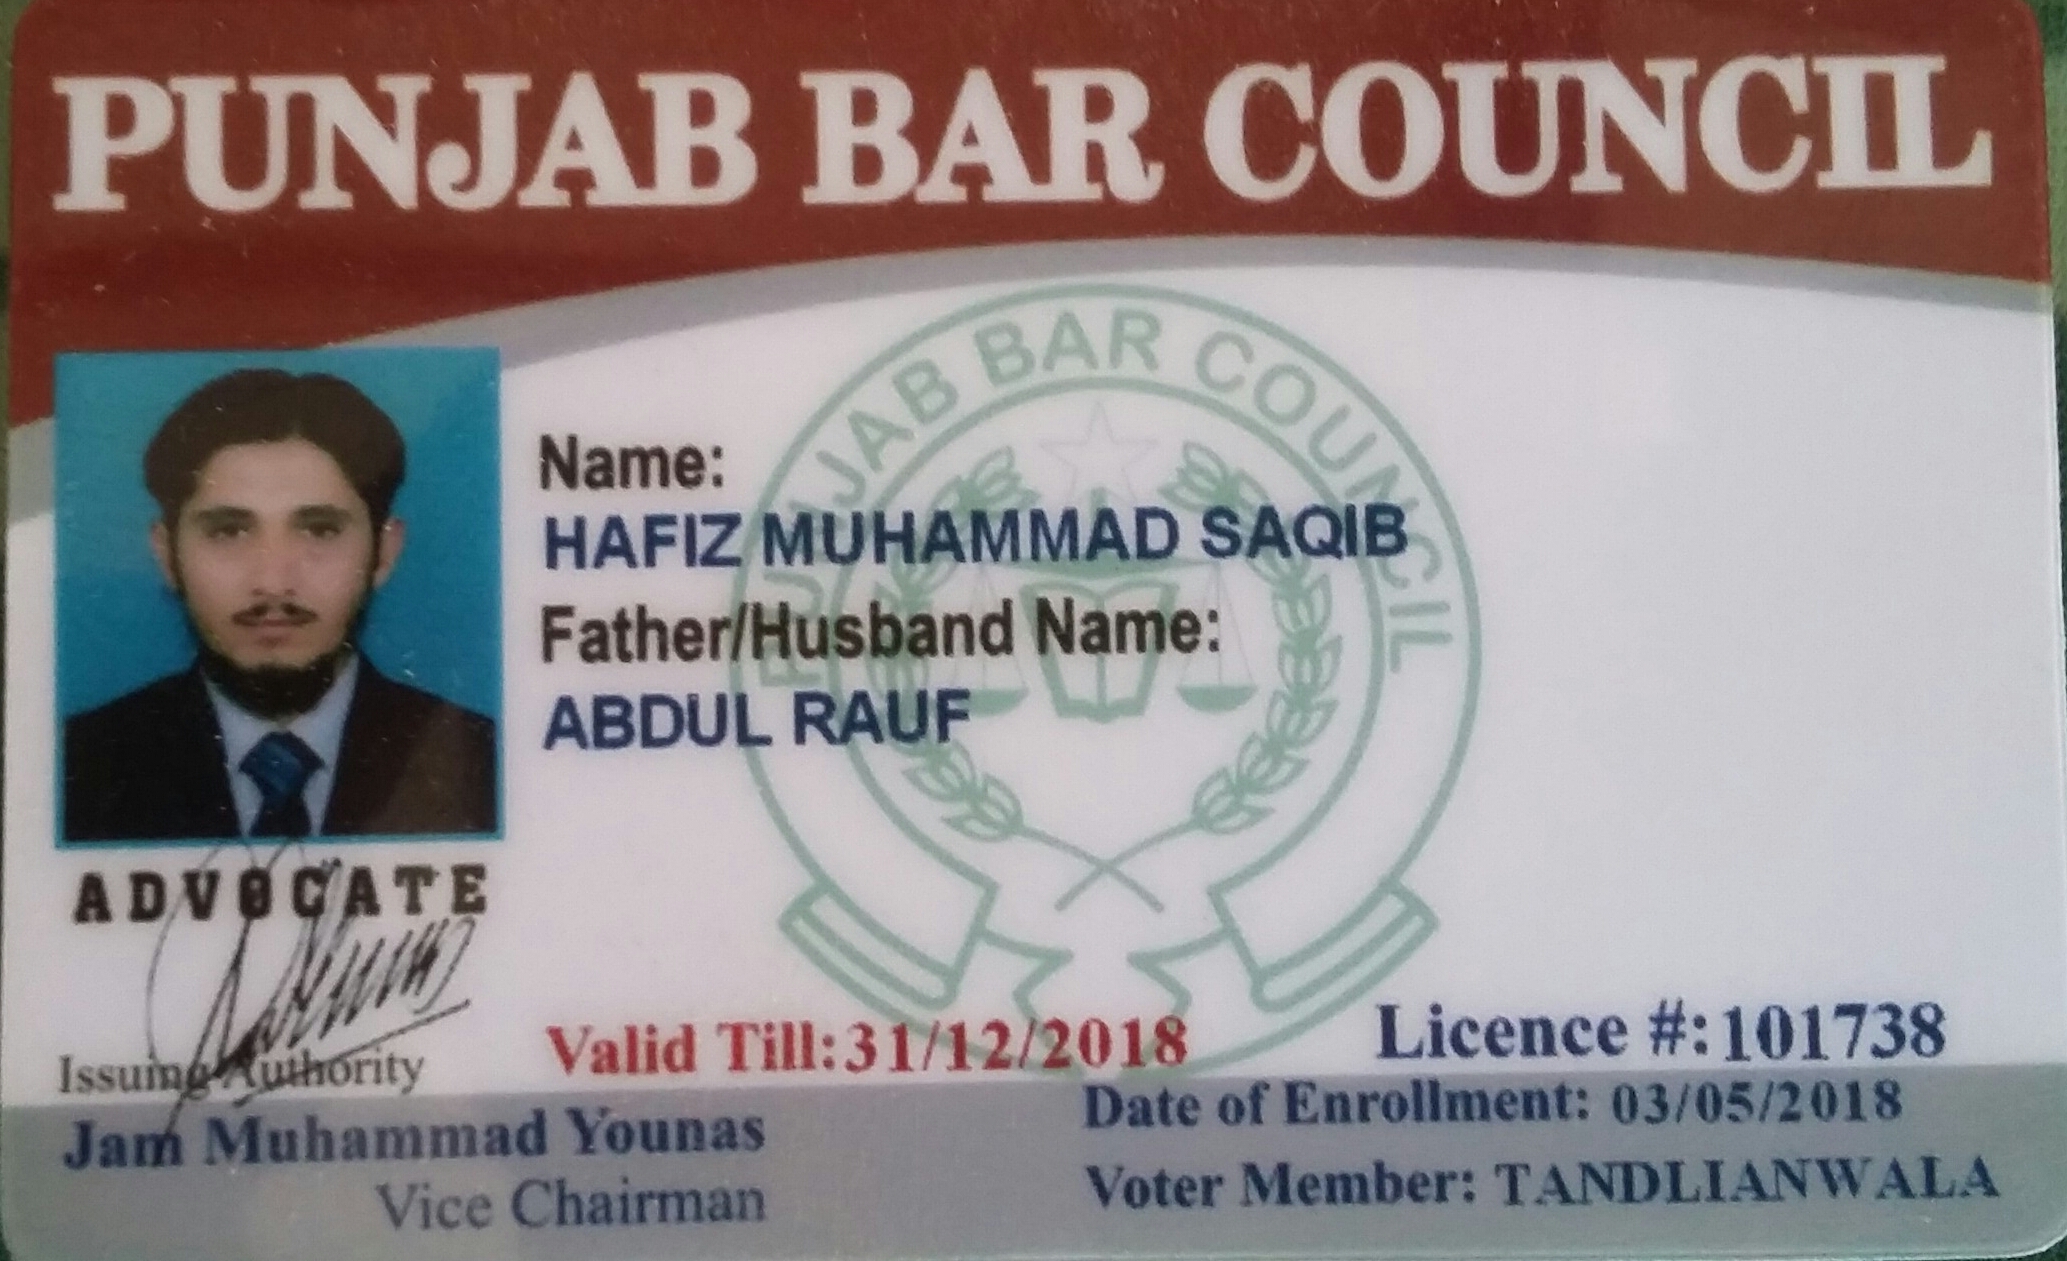 PUNJAB BAR COUNCIL
PUNJAB BAR COUNCIL
Name:
HAFIZ MUHAMMAD SAQIB
Father/Husband Name:
ABDUL RAUF
ADVOCATE
Issuing Authority
Jam Muhammad Younas
Vice Chairman
Valid Till:31/12/2018
Licence #:101738
Date of Enrollment: 03/05/2018
Voter Member: TANDLIANWALA